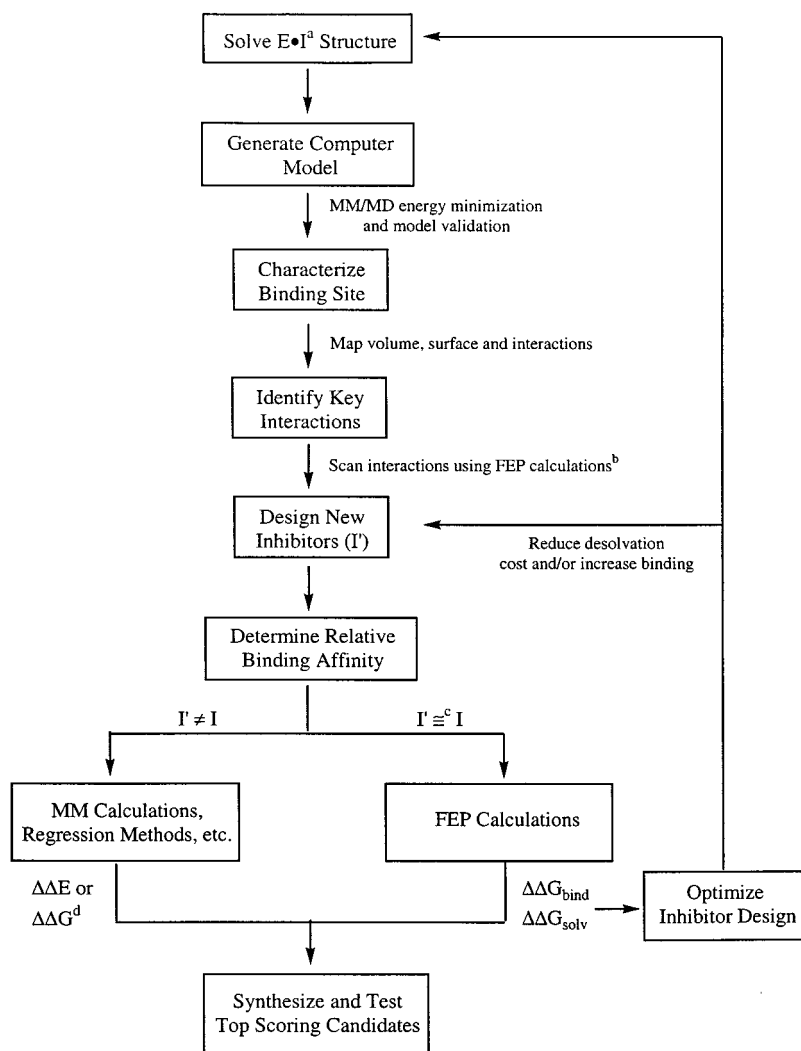 Solve E●Iᵃ Structure
Generate Computer
Model
MM/MD energy minimization
and model validation
Characterize
Binding Site
Map volume, surface and interactions
Identify Key
Interactions
Scan interactions using FEP calculationsᵇ
Design New
Inhibitors (I')
Reduce desolvation
cost and/or increase binding
Determine Relative
Binding Affinity
I' ≠ I
I' ≅ᶜ I
MM Calculations,
Regression Methods, etc.
FEP Calculations
ΔΔE or
ΔΔGᵈ
ΔΔG_bind
ΔΔG_solv
Optimize
Inhibitor Design
Synthesize and Test
Top Scoring Candidates